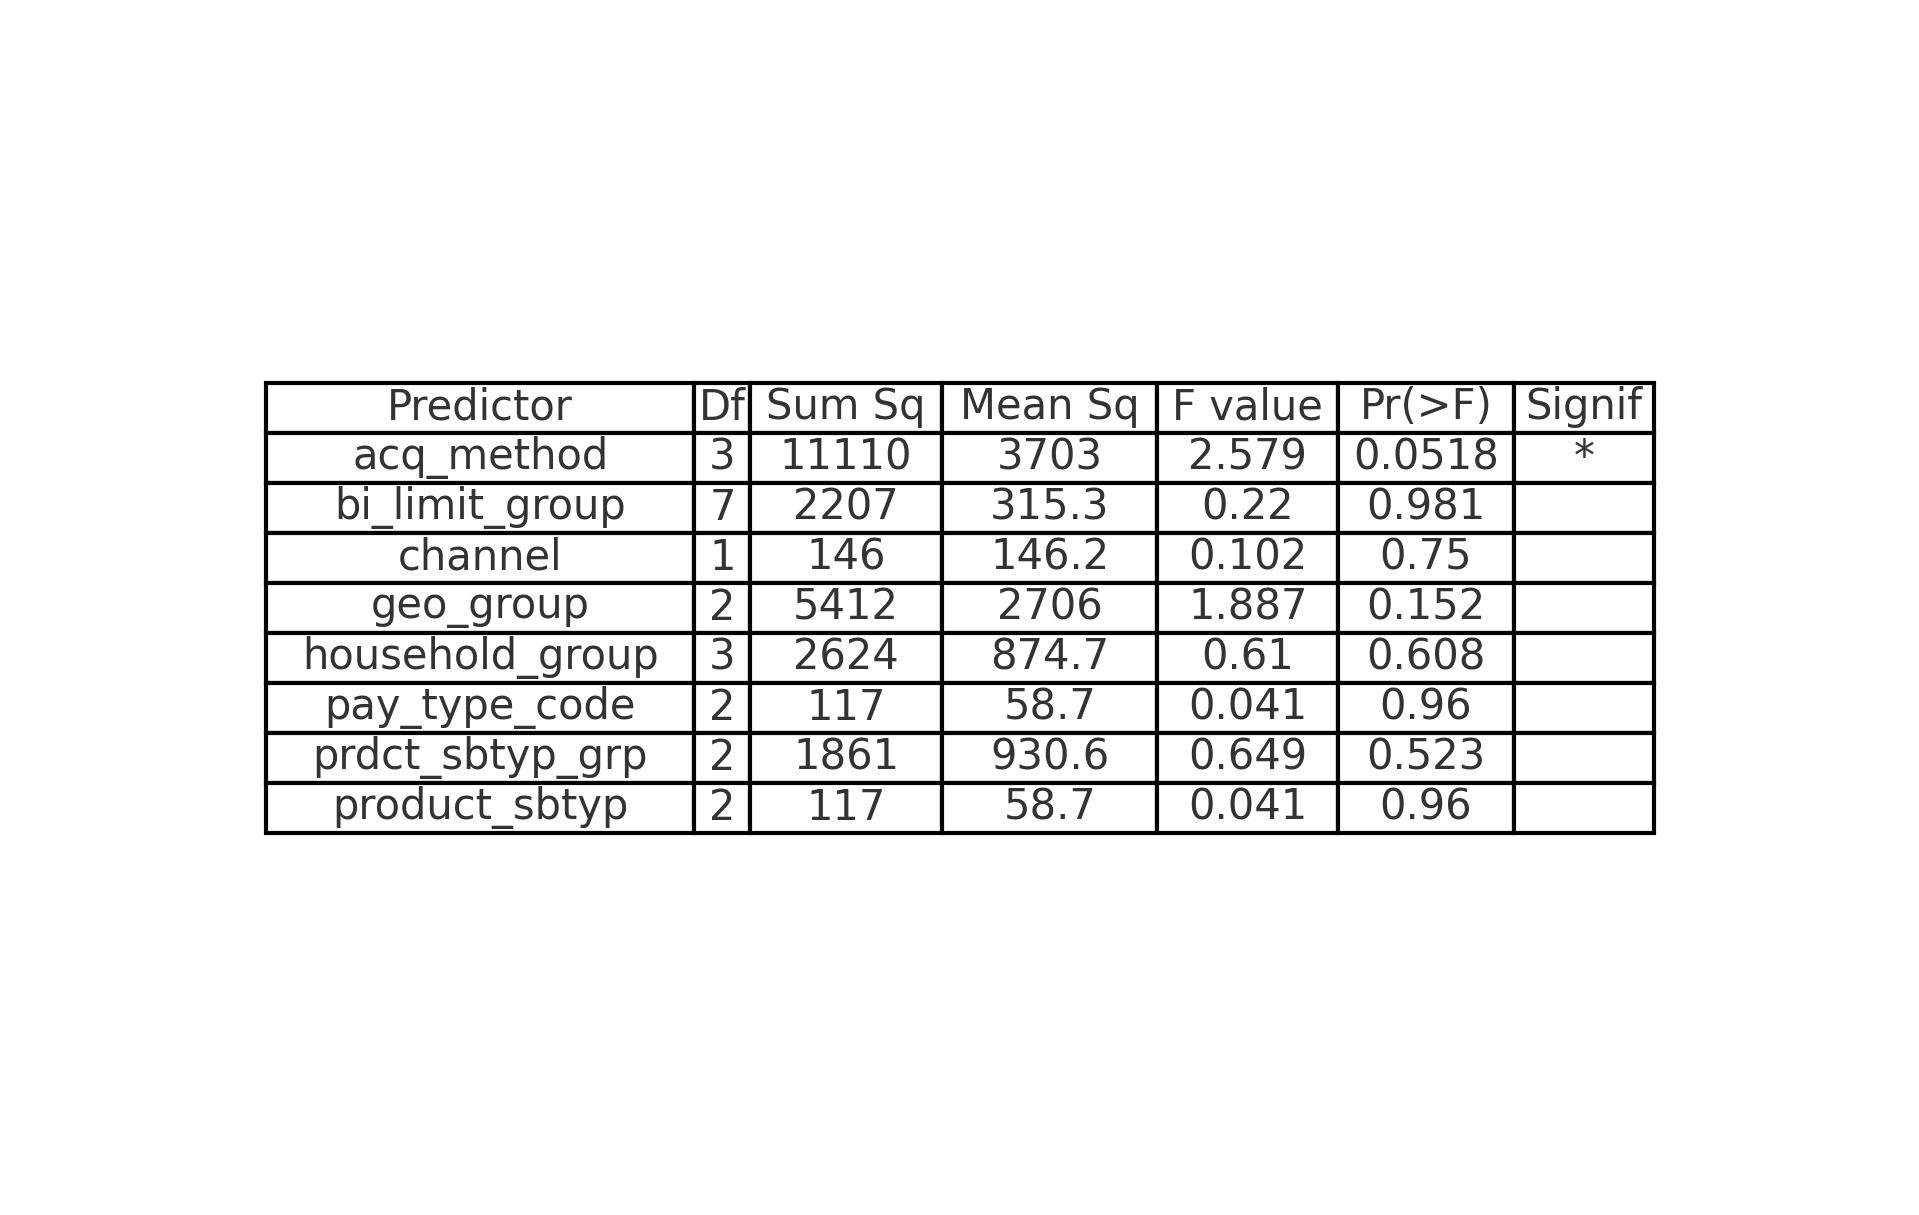 Predictor Df Sum Sq Mean Sq F value Pr(>F) Signif
acq_method 3 11110 3703 2.579 0.0518 *
bi_limit_group 7 2207 315.3 0.22 0.981
channel 1 146 146.2 0.102 0.75
geo_group 2 5412 2706 1.887 0.152
household_group 3 2624 874.7 0.61 0.608
pay_type_code 2 117 58.7 0.041 0.96
prdct_sbtyp_grp 2 1861 930.6 0.649 0.523
product_sbtyp 2 117 58.7 0.041 0.96